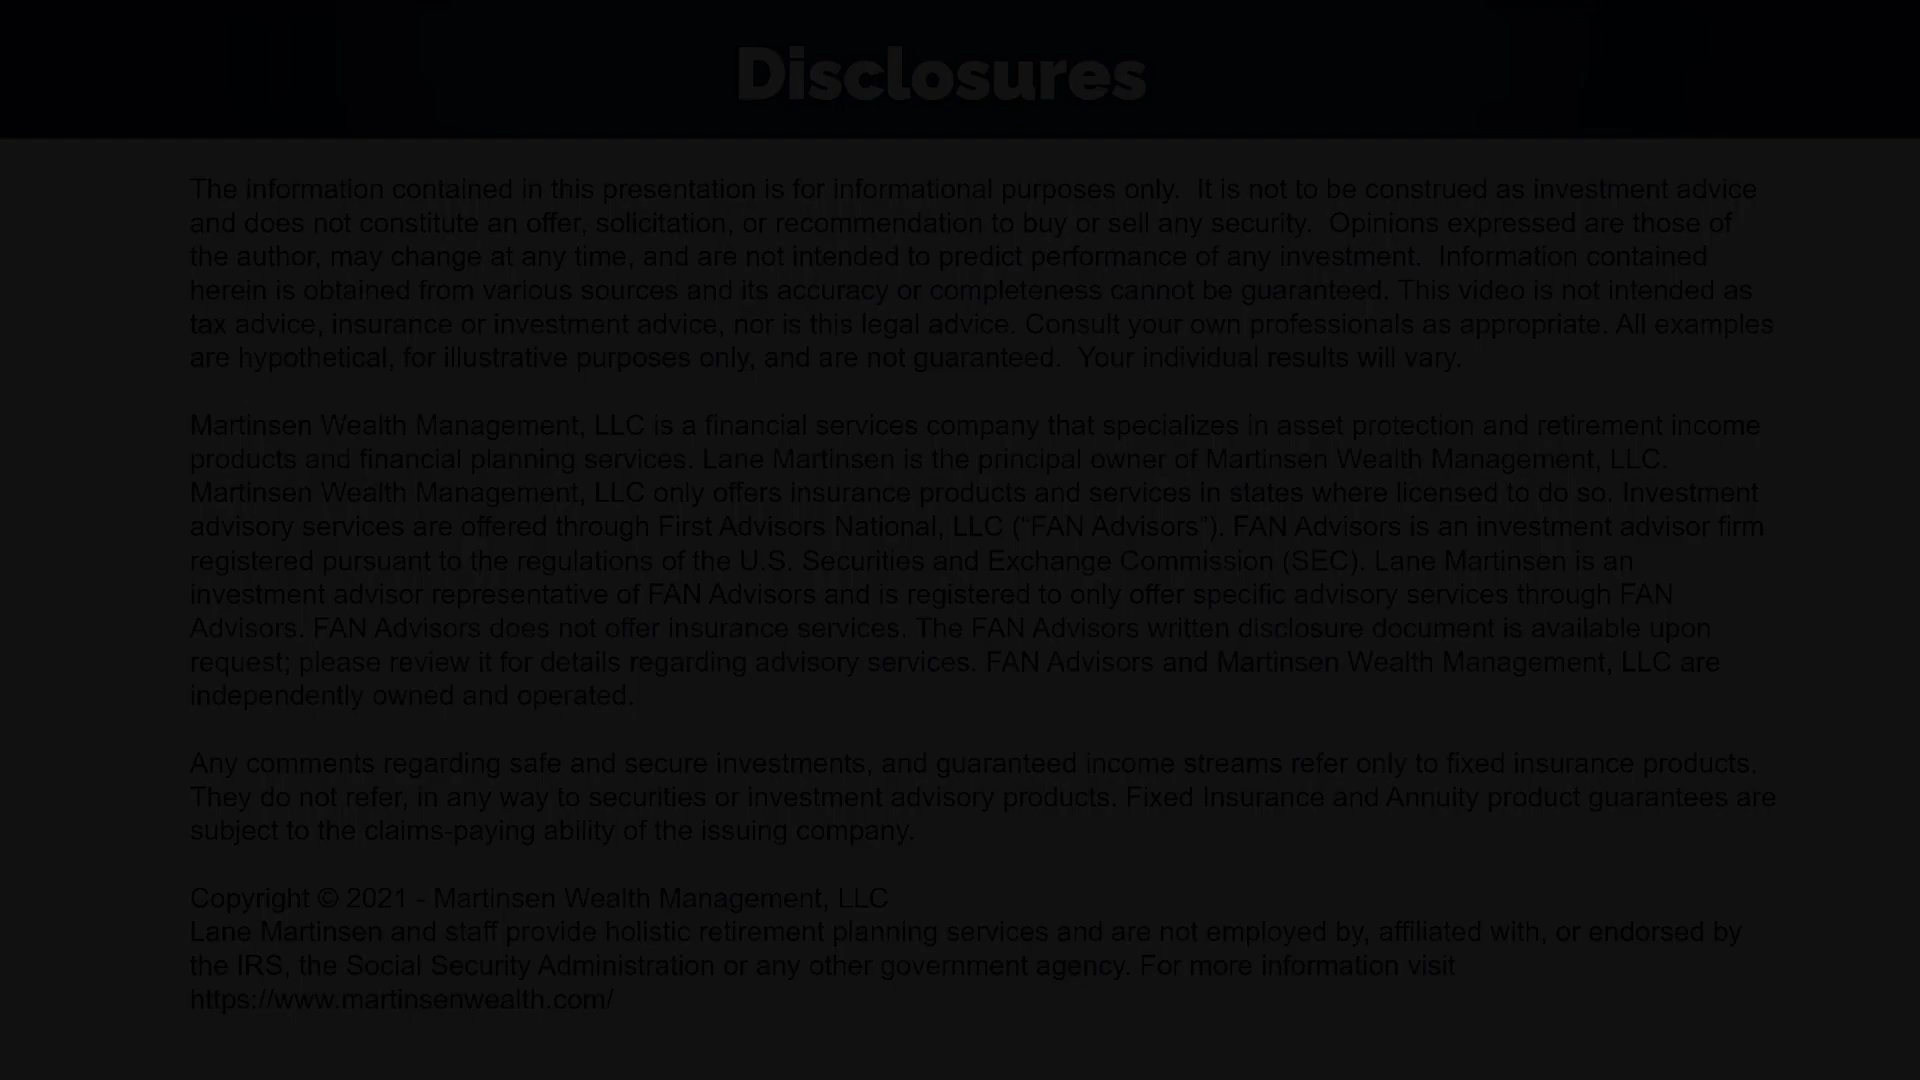 Disclosures
The information contained in this presentation is for informational purposes only.  It is not to be construed as investment advice
and does not constitute an offer, solicitation, or recommendation to buy or sell any security.  Opinions expressed are those of
the author, may change at any time, and are not intended to predict performance of any investment.  Information contained
herein is obtained from various sources and its accuracy or completeness cannot be guaranteed. This video is not intended as
tax advice, insurance or investment advice, nor is this legal advice. Consult your own professionals as appropriate. All examples
are hypothetical, for illustrative purposes only, and are not guaranteed.  Your individual results will vary.
Martinsen Wealth Management, LLC is a financial services company that specializes in asset protection and retirement income
products and financial planning services. Lane Martinsen is the principal owner of Martinsen Wealth Management, LLC.
Martinsen Wealth Management, LLC only offers insurance products and services in states where licensed to do so. Investment
advisory services are offered through First Advisors National, LLC (“FAN Advisors”). FAN Advisors is an investment advisor firm
registered pursuant to the regulations of the U.S. Securities and Exchange Commission (SEC). Lane Martinsen is an
investment advisor representative of FAN Advisors and is registered to only offer specific advisory services through FAN
Advisors. FAN Advisors does not offer insurance services. The FAN Advisors written disclosure document is available upon
request; please review it for details regarding advisory services. FAN Advisors and Martinsen Wealth Management, LLC are
independently owned and operated.
Any comments regarding safe and secure investments, and guaranteed income streams refer only to fixed insurance products.
They do not refer, in any way to securities or investment advisory products. Fixed Insurance and Annuity product guarantees are
subject to the claims-paying ability of the issuing company.
Copyright © 2021 - Martinsen Wealth Management, LLC
Lane Martinsen and staff provide holistic retirement planning services and are not employed by, affiliated with, or endorsed by
the IRS, the Social Security Administration or any other government agency. For more information visit
https://www.martinsenwealth.com/